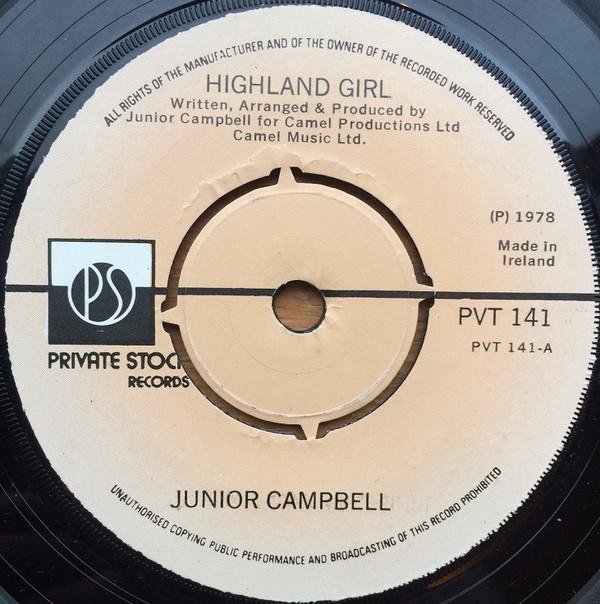 ALL RIGHTS OF THE MANUFACTURER AND OF THE OWNER OF THE RECORDED WORK RESERVED
HIGHLAND GIRL
Written, Arranged & Produced by
Junior Campbell for Camel Productions Ltd
Camel Music Ltd.
(P) 1978
Made in
Ireland
PS
PVT 141
PVT 141-A
PRIVATE STOCK
RECORDS
JUNIOR CAMPBELL
UNAUTHORISED COPYING PUBLIC PERFORMANCE AND BROADCASTING OF THIS RECORD PROHIBITED